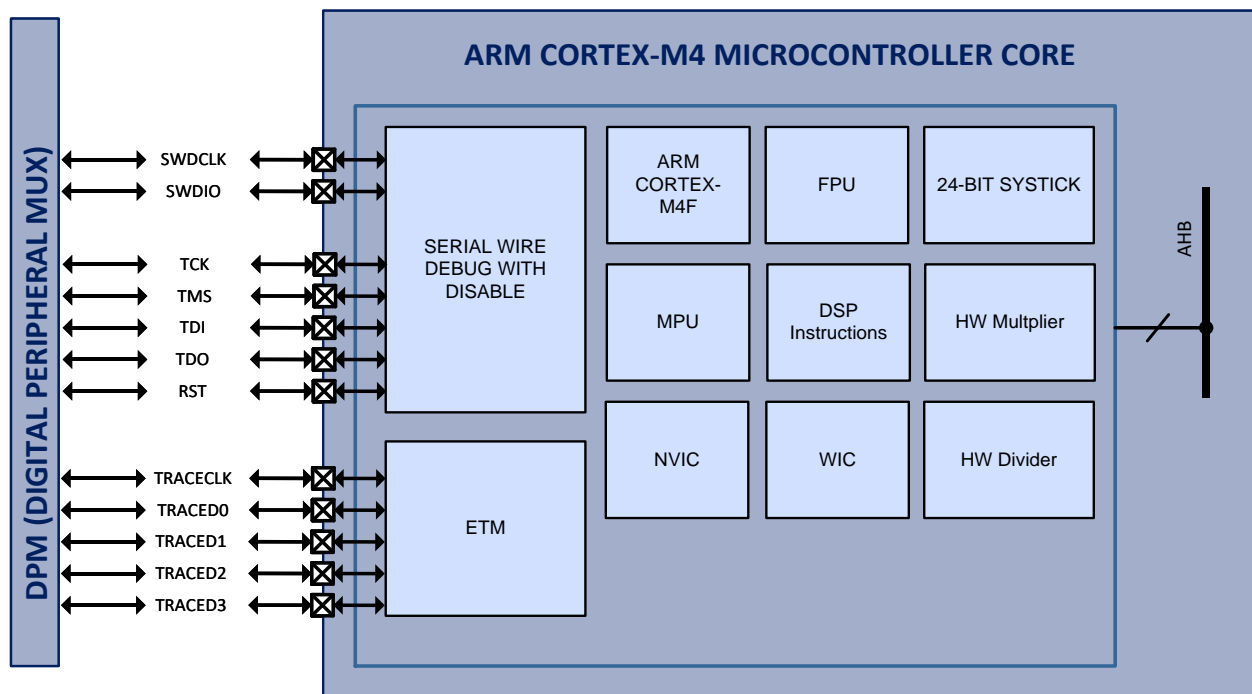 DPM (DIGITAL PERIPHERAL MUX)
ARM CORTEX-M4 MICROCONTROLLER CORE
SWDCLK
SWDIO
TCK
TMS
TDI
TDO
RST
TRACECLK
TRACED0
TRACED1
TRACED2
TRACED3
SERIAL WIRE
DEBUG WITH
DISABLE
ETM
ARM
CORTEX-
M4F
FPU
24-BIT SYSTICK
MPU
DSP
Instructions
HW Multplier
NVIC
WIC
HW Divider
AHB